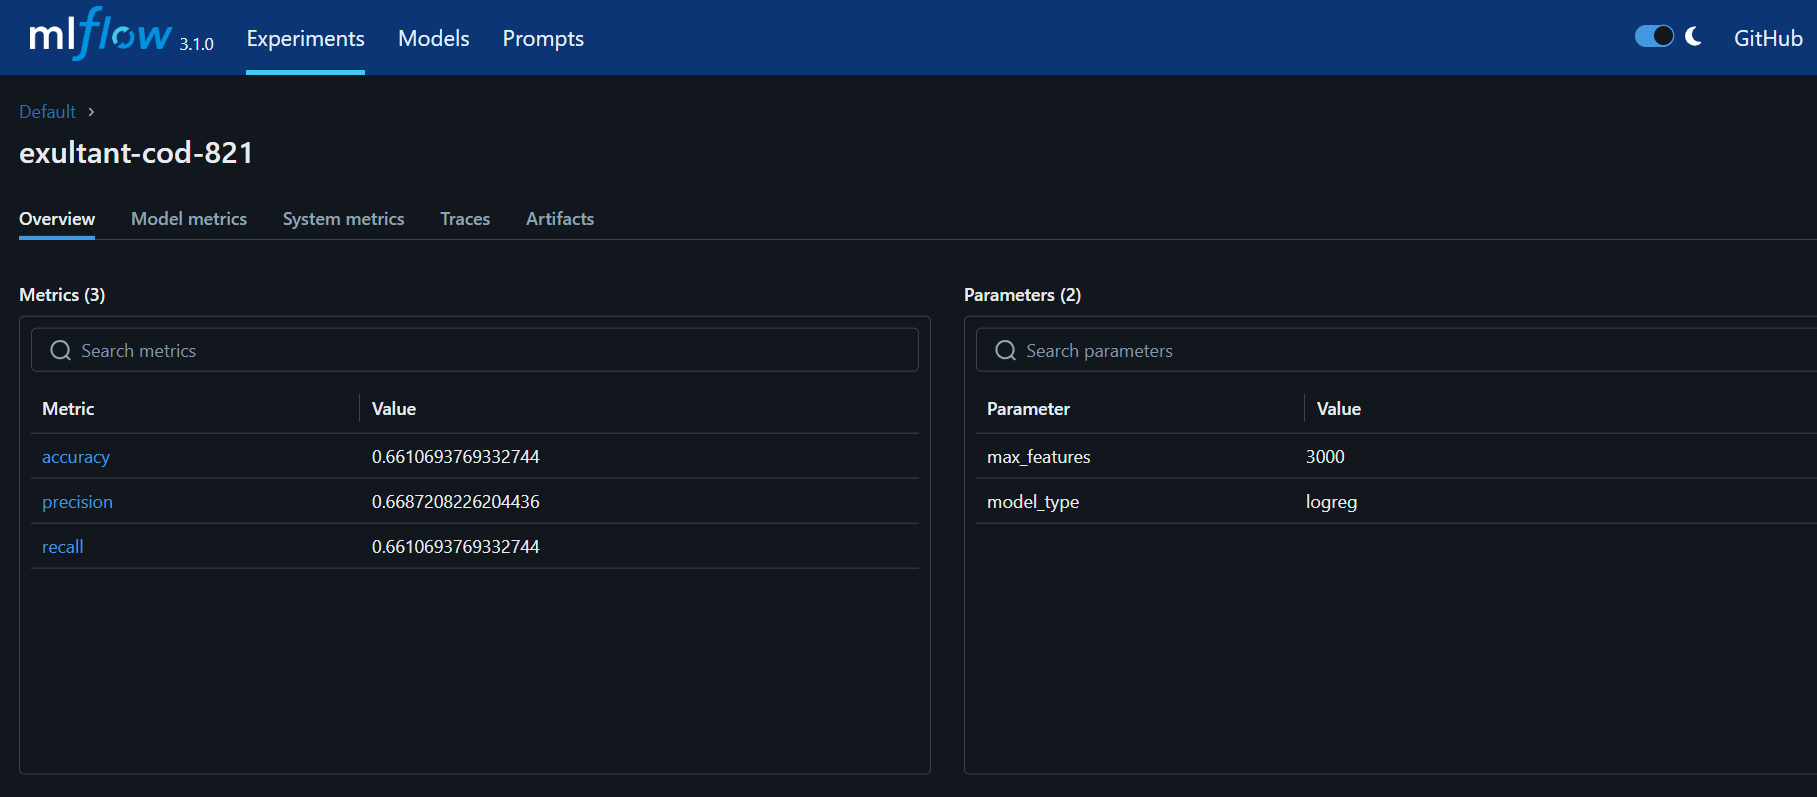 mlflow 3.1.0 Experiments Models Prompts GitHub
Default
exultant-cod-821
Overview Model metrics System metrics Traces Artifacts
Metrics (3)
Search metrics
Metric Value
accuracy 0.6610693769332744
precision 0.6687208226204436
recall 0.6610693769332744
Parameters (2)
Search parameters
Parameter Value
max_features 3000
model_type logreg